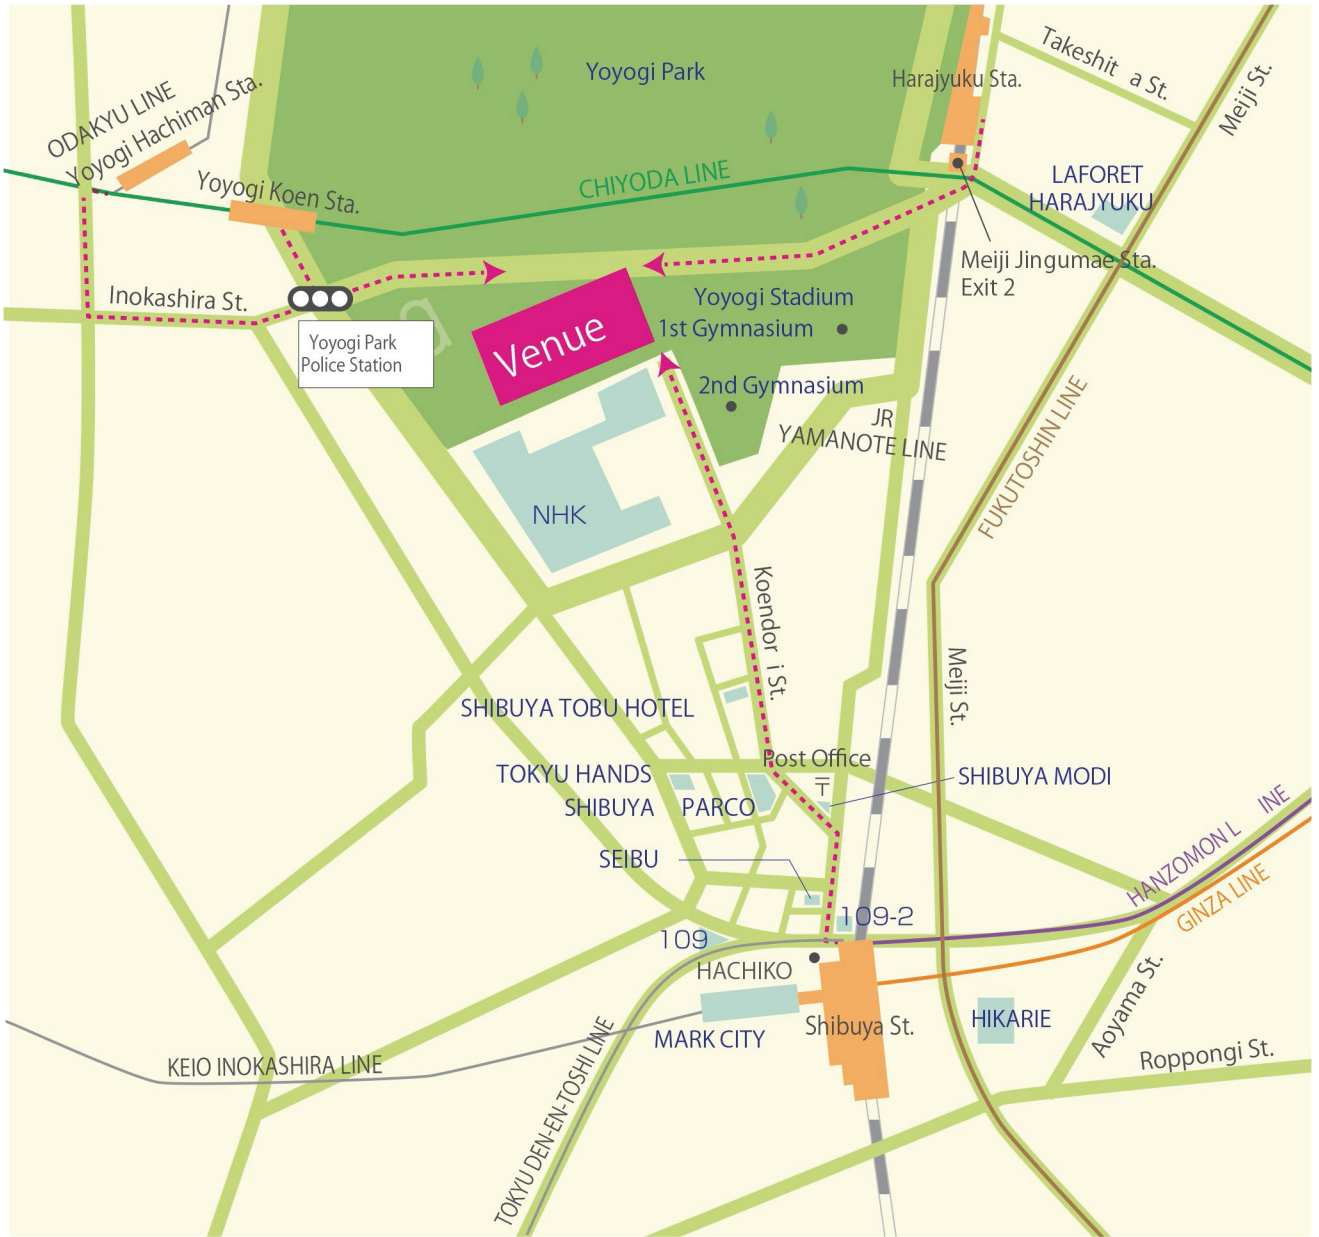 Yoyogi Park
Harajyuku Sta.
Takeshit a St.
Meiji St.
ODAKYU LINE
Yoyogi Hachiman Sta.
Yoyogi Koen Sta.
CHIYODA LINE
LAFORET
HARAJYUKU
Meiji Jingumae Sta.
Exit 2
Inokashira St.
Yoyogi Park
Police Station
g
Venue
Yoyogi Stadium
1st Gymnasium
2nd Gymnasium
JR
YAMANOTE LINE
FUKUTOSHIN LINE
NHK
Koendor i St.
Meiji St.
SHIBUYA TOBU HOTEL
Post Office
〒
TOKYU HANDS
SHIBUYA
PARCO
SHIBUYA MODI
SEIBU
HANZOMON L INE
GINZA LINE
109-2
109
HACHIKO
MARK CITY
Shibuya St.
HIKARIE
Aoyama St.
Roppongi St.
KEIO INOKASHIRA LINE
TOKYU DEN-EN-TOSHI LINE